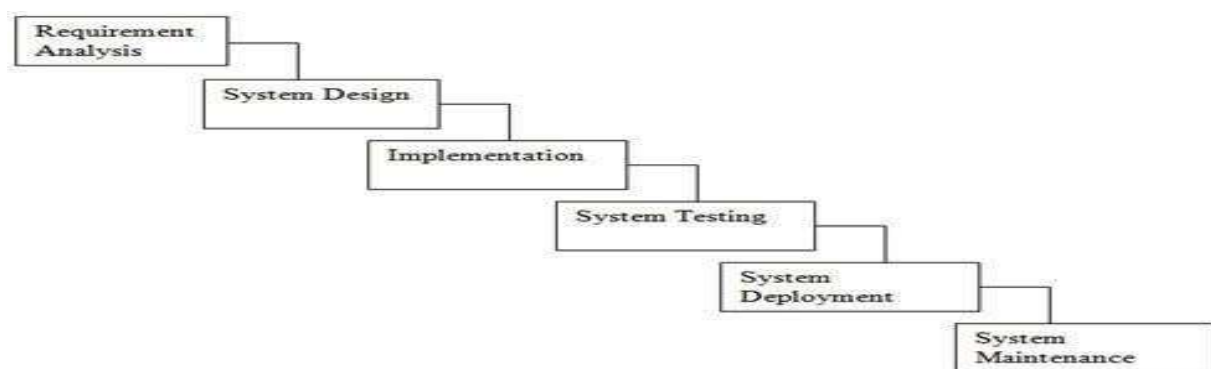 Requirement
Analysis
System Design
Implementation
System Testing
System
Deployment
System
Maintenance